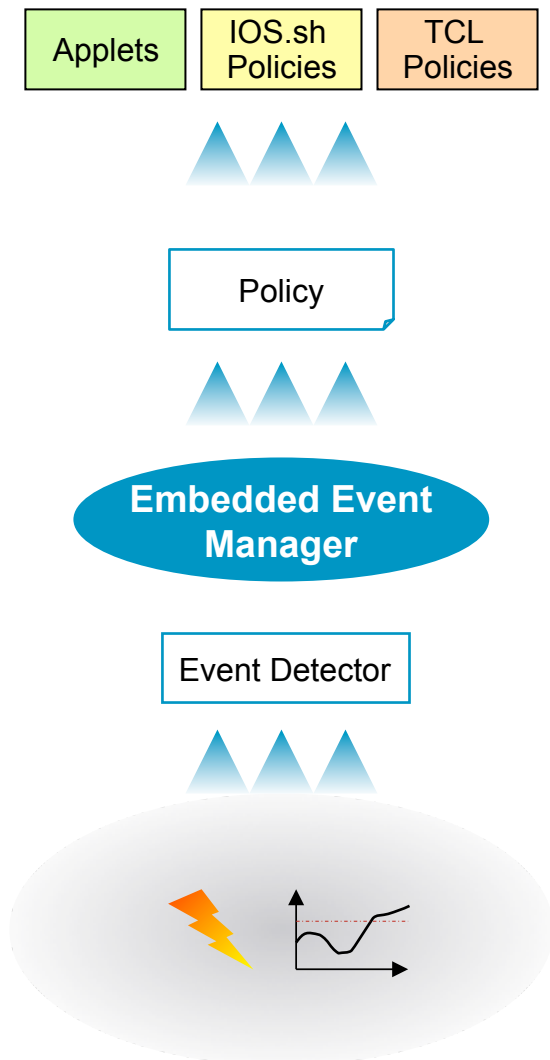 Applets
IOS.sh
Policies
TCL
Policies
Policy
Embedded Event
Manager
Event Detector